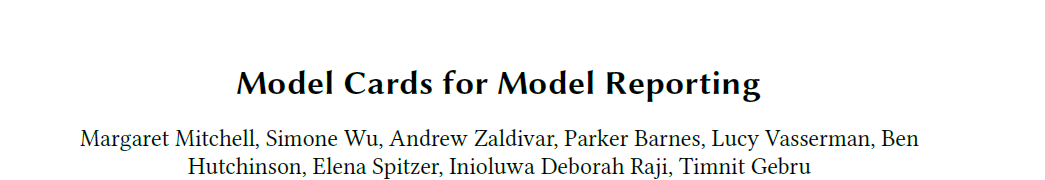 Model Cards for Model Reporting
Margaret Mitchell, Simone Wu, Andrew Zaldivar, Parker Barnes, Lucy Vasserman, Ben
Hutchinson, Elena Spitzer, Inioluwa Deborah Raji, Timnit Gebru